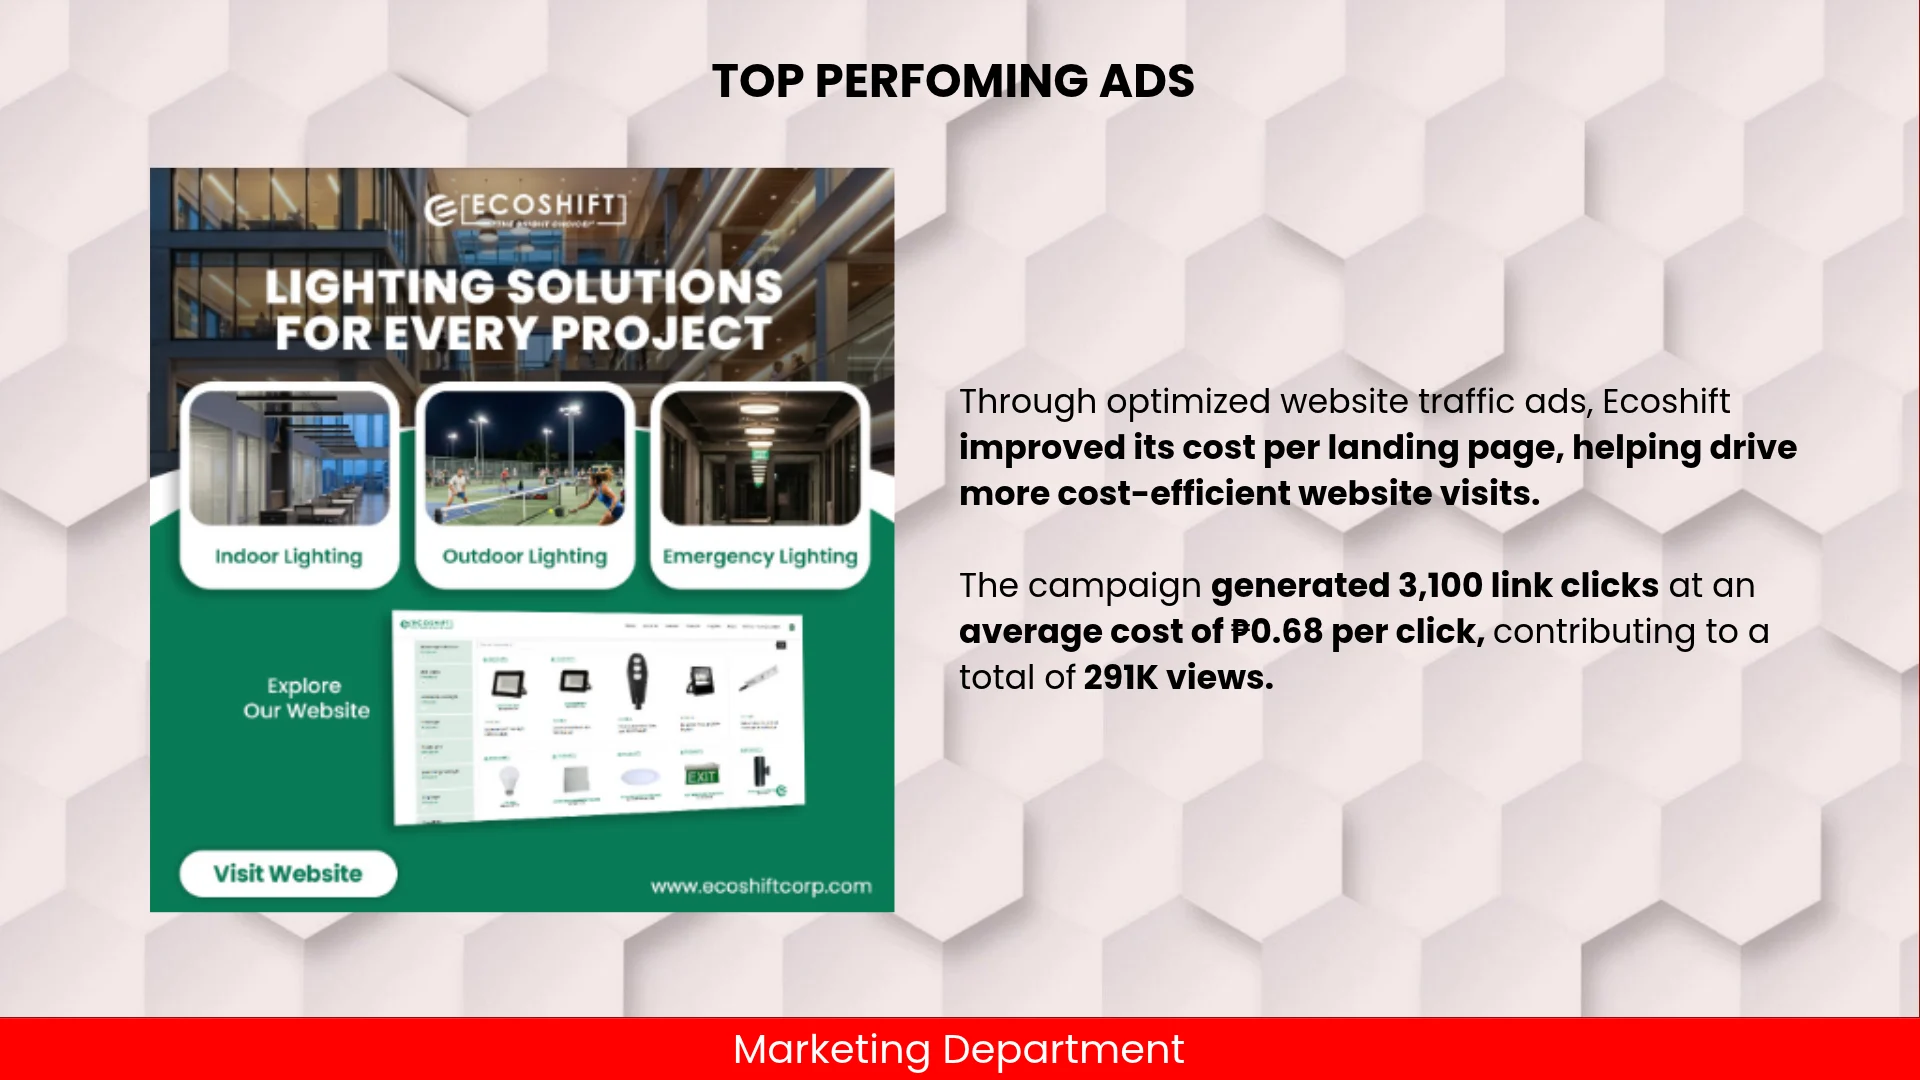 TOP PERFOMING ADS
ECOSHIFT
LIGHTING SOLUTIONS
FOR EVERY PROJECT
Indoor Lighting
Outdoor Lighting
Emergency Lighting
Through optimized website traffic ads, Ecoshift
improved its cost per landing page, helping drive
more cost-efficient website visits.
The campaign generated 3,100 link clicks at an
average cost of ₱0.68 per click, contributing to a
total of 291K views.
Explore
Our Website
EXIT
Visit Website
www.ecoshiftcorp.com
Marketing Department